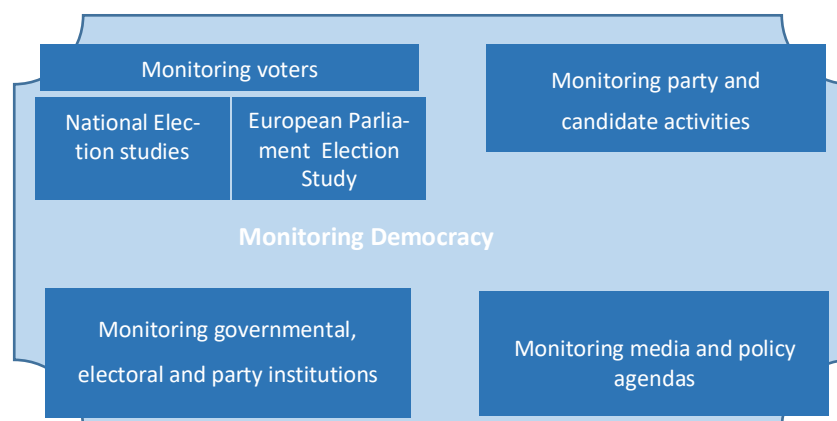 Monitoring voters
National Elec-
tion studies
European Parlia-
ment Election
Study
Monitoring party and
candidate activities
Monitoring Democracy
Monitoring governmental,
electoral and party institutions
Monitoring media and policy
agendas